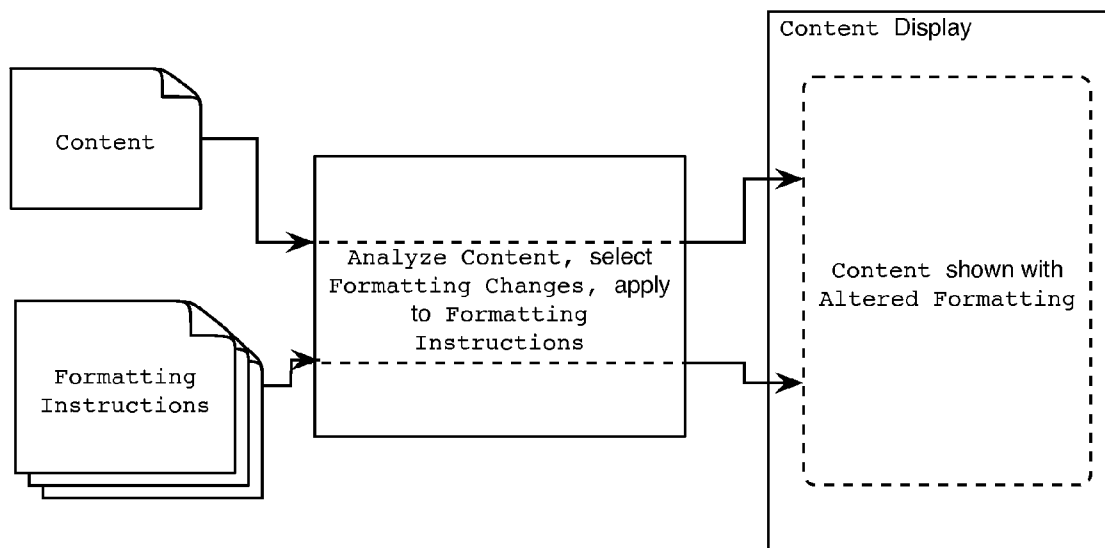 Content Display
Content
Analyze Content, select
Formatting Changes, apply
to Formatting
Instructions
Content shown with
Altered Formatting
Formatting
Instructions